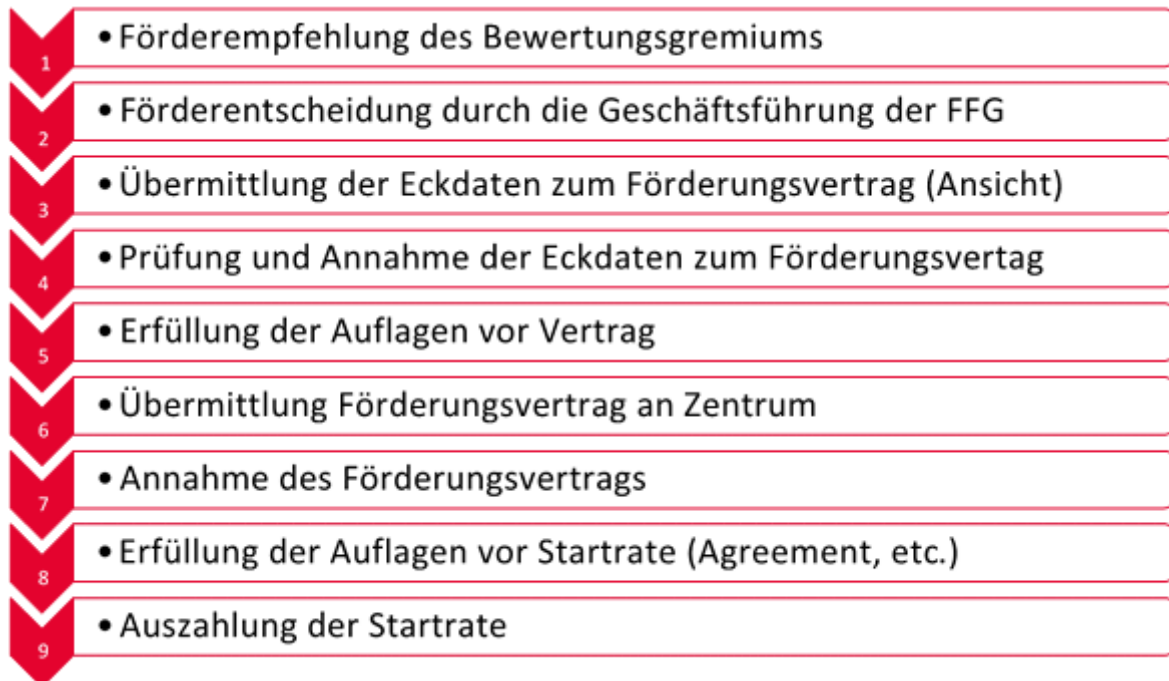 1 • Förderempfehlung des Bewertungsgremiums
2 • Förderentscheidung durch die Geschäftsführung der FFG
3 • Übermittlung der Eckdaten zum Förderungsvertrag (Ansicht)
4 • Prüfung und Annahme der Eckdaten zum Förderungsvertag
5 • Erfüllung der Auflagen vor Vertrag
6 • Übermittlung Förderungsvertrag an Zentrum
7 • Annahme des Förderungsvertrags
8 • Erfüllung der Auflagen vor Startrate (Agreement, etc.)
9 • Auszahlung der Startrate